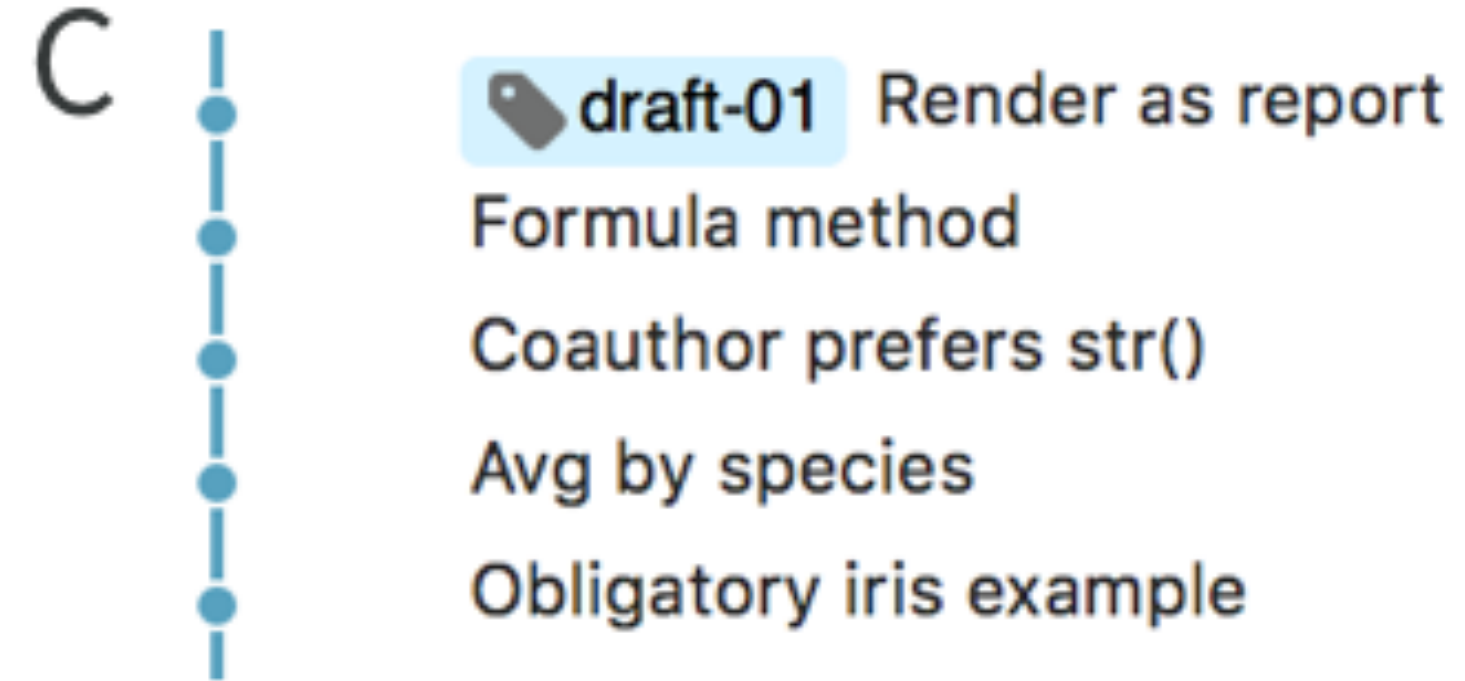 C
draft-01 Render as report
Formula method
Coauthor prefers str()
Avg by species
Obligatory iris example